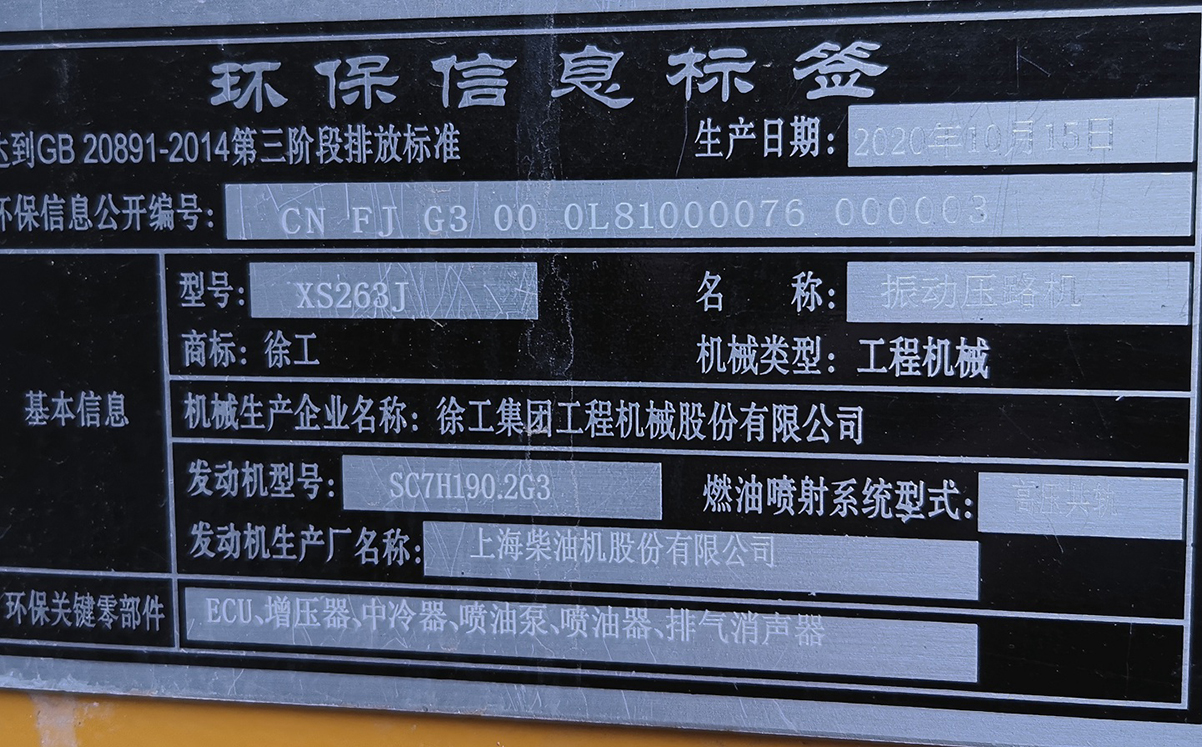 环保信息标签
达到GB 20891-2014第三阶段排放标准 生产日期：2020年10月15日
环保信息公开编号：CN FJ G3 00 0L81000076 000003
基本信息
型号：XS263J 名称：振动压路机
商标：徐工 机械类型：工程机械
机械生产企业名称：徐工集团工程机械股份有限公司
发动机型号：SC7H190.2G3 燃油喷射系统型式：高压共轨
发动机生产厂名称：上海柴油机股份有限公司
环保关键零部件 ECU、增压器、中冷器、喷油泵、喷油器、排气消声器